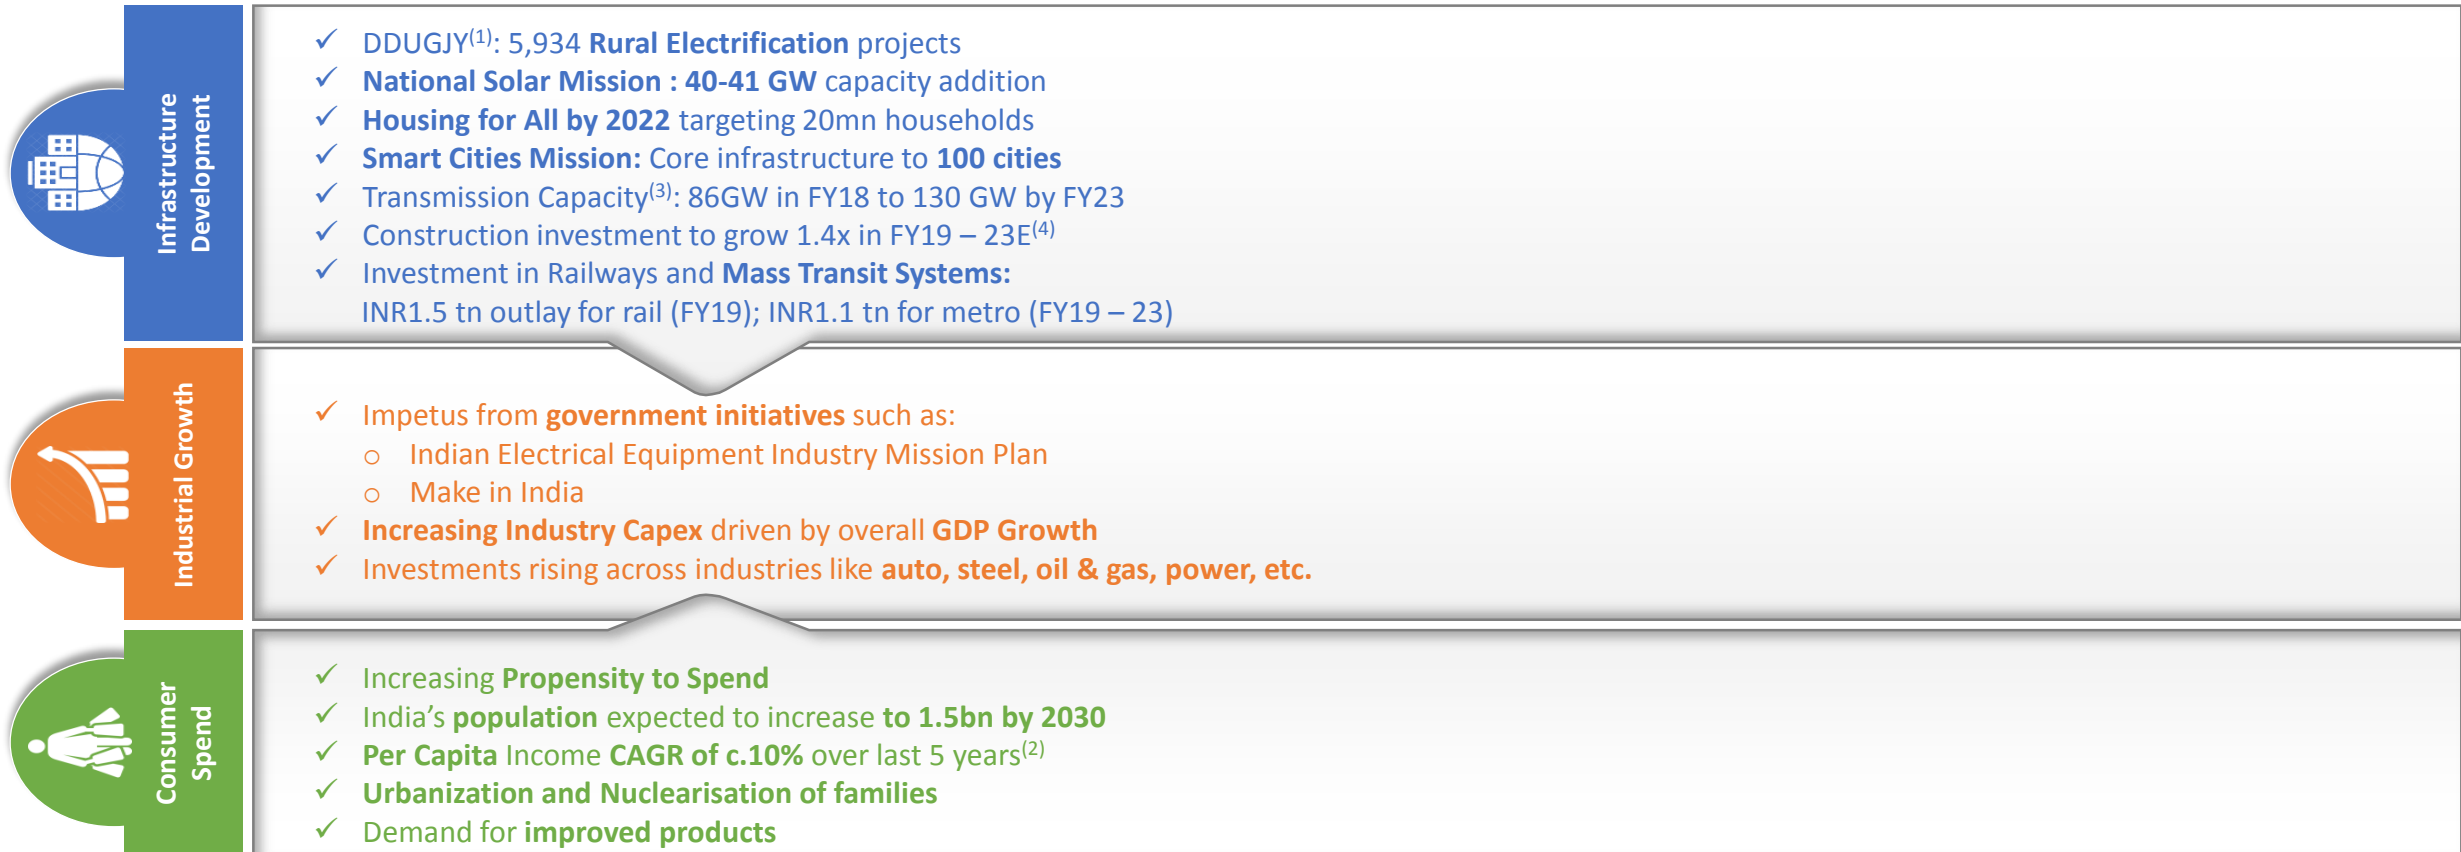 Infrastructure
Development
✓ DDUGJY(1): 5,934 Rural Electrification projects
✓ National Solar Mission : 40-41 GW capacity addition
✓ Housing for All by 2022 targeting 20mn households
✓ Smart Cities Mission: Core infrastructure to 100 cities
✓ Transmission Capacity(3): 86GW in FY18 to 130 GW by FY23
✓ Construction investment to grow 1.4x in FY19 – 23E(4)
✓ Investment in Railways and Mass Transit Systems:
INR1.5 tn outlay for rail (FY19); INR1.1 tn for metro (FY19 – 23)
Industrial Growth
✓ Impetus from government initiatives such as:
o Indian Electrical Equipment Industry Mission Plan
o Make in India
✓ Increasing Industry Capex driven by overall GDP Growth
✓ Investments rising across industries like auto, steel, oil & gas, power, etc.
Consumer
Spend
✓ Increasing Propensity to Spend
✓ India’s population expected to increase to 1.5bn by 2030
✓ Per Capita Income CAGR of c.10% over last 5 years(2)
✓ Urbanization and Nuclearisation of families
✓ Demand for improved products